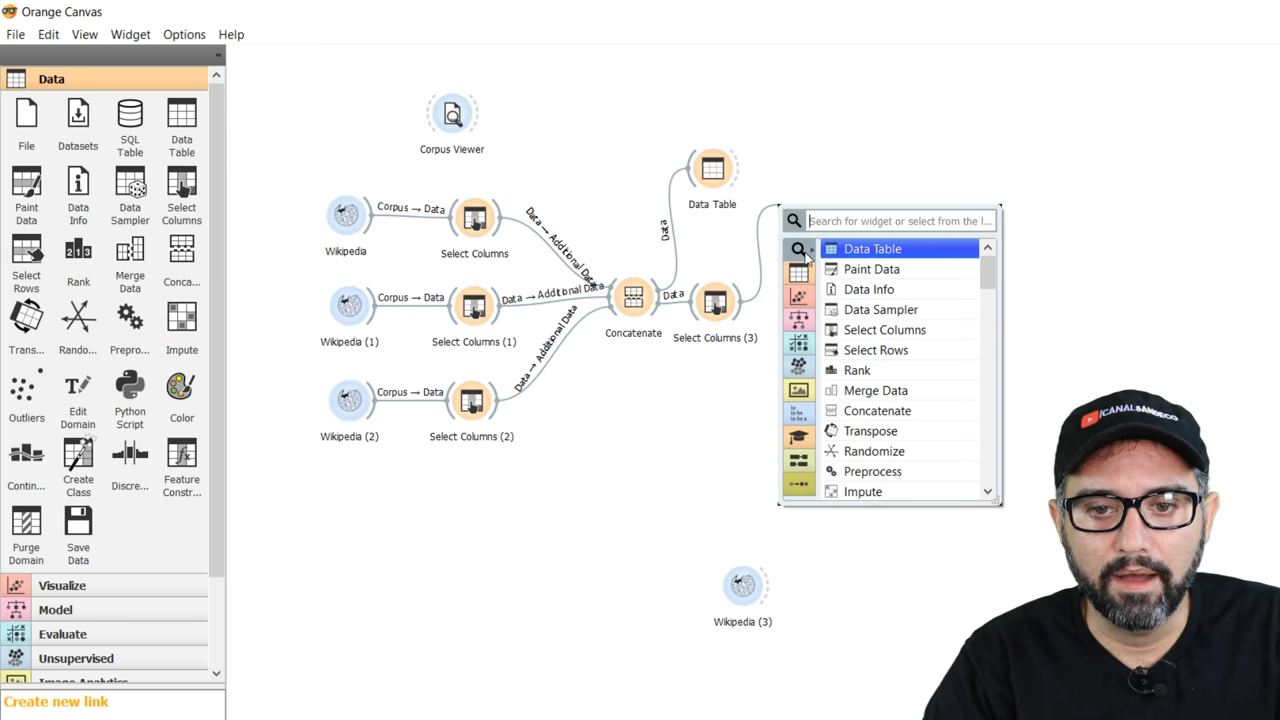 Orange Canvas
File Edit View Widget Options Help
Data
File Datasets SQL Table Data Table
Paint Data Data Info Data Sampler Select Columns
Select Rows Rank Merge Data Conca...
Trans... Rando... Prepro... Impute
Outliers Edit Domain Python Script Color
Contin... Create Class Discre... Feature Constr...
Purge Domain Save Data
Visualize
Model
Evaluate
Unsupervised
Image Analytics
Create new link
Corpus Viewer
Wikipedia
Corpus → Data
Select Columns
Data → Additional Data
Wikipedia (1)
Corpus → Data
Select Columns (1)
Data → Additional Data
Wikipedia (2)
Corpus → Data
Select Columns (2)
Data → Additional Data
Concatenate
Data
Data Table
Data
Select Columns (3)
Wikipedia (3)
Search for widget or select from the l...
Data Table
Paint Data
Data Info
Data Sampler
Select Columns
Select Rows
Rank
Merge Data
Concatenate
Transpose
Randomize
Preprocess
Impute
/CANALSANDECO